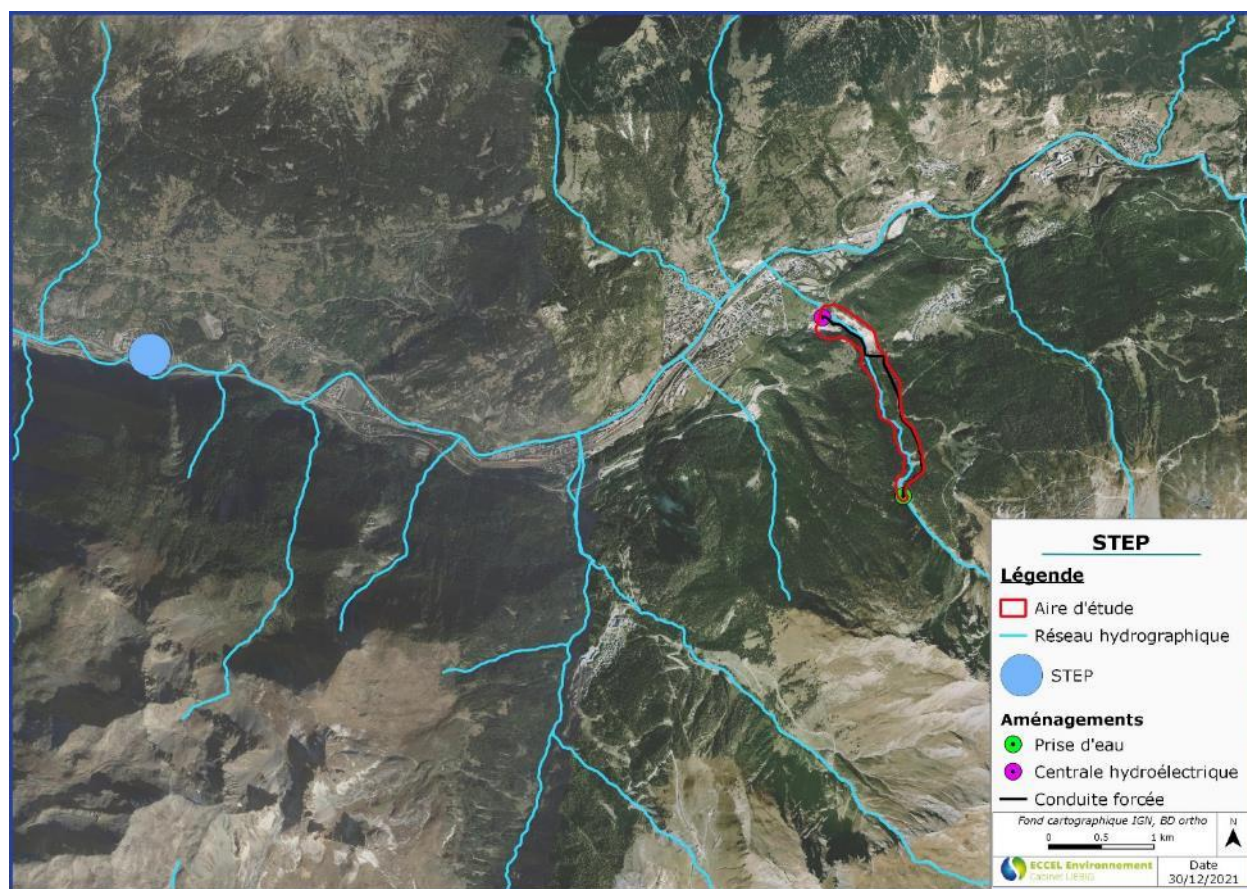 STEP
Légende
Aire d'étude
Réseau hydrographique
STEP
Aménagements
Prise d'eau
Centrale hydroélectrique
Conduite forcée
Fond cartographique IGN, BD ortho
0 0.5 1 km
N
ECCEL Environnement
Cabinet LIEBIG
Date
30/12/2021